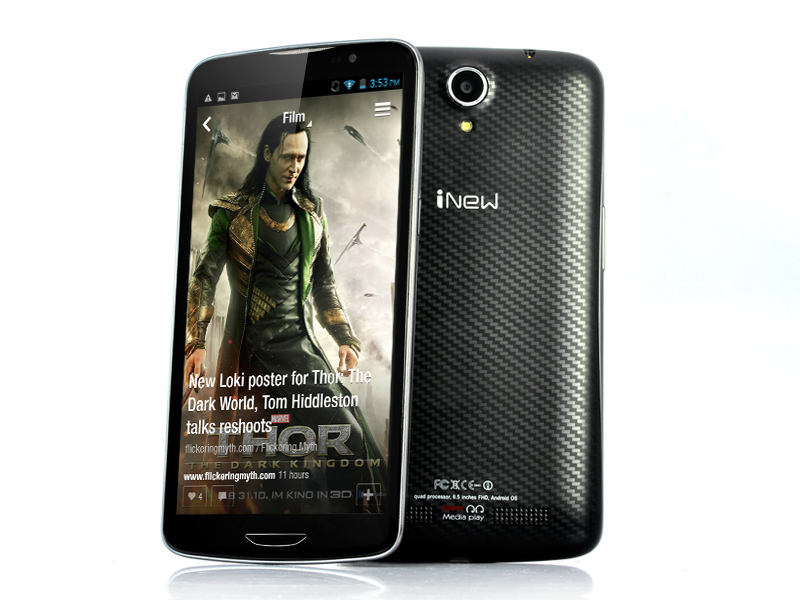 3:53 PM
Film
New Loki poster for Thor: The
Dark World, Tom Hiddleston
talks reshoots
MARVEL
flickeringmyth.com / Flickering Myth
THOR
THE DARK KINGDOM
www.flickeringmyth.com 11 hours
4
31.10. IM KINO IN 3D
iNew
FC CE
quad processor, 6.5 inches FHD, Android OS
Media play